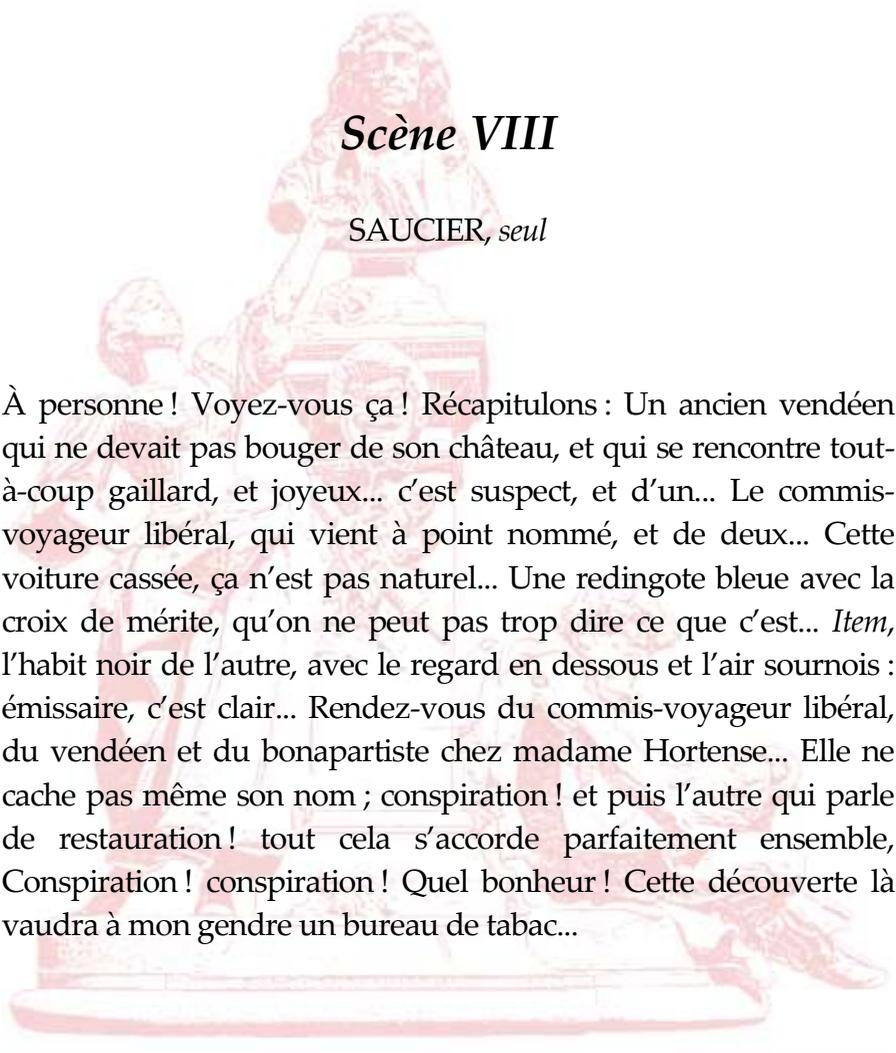 Scène VIII
SAUCIER, seul
À personne ! Voyez-vous ça ! Récapitulons : Un ancien vendéen
qui ne devait pas bouger de son château, et qui se rencontre tout-
à-coup gaillard, et joyeux... c’est suspect, et d’un... Le commis-
voyageur libéral, qui vient à point nommé, et de deux... Cette
voiture cassée, ça n’est pas naturel... Une redingote bleue avec la
croix de mérite, qu’on ne peut pas trop dire ce que c’est... Item,
l’habit noir de l’autre, avec le regard en dessous et l’air sournois :
émissaire, c’est clair... Rendez-vous du commis-voyageur libéral,
du vendéen et du bonapartiste chez madame Hortense... Elle ne
cache pas même son nom ; conspiration ! et puis l’autre qui parle
de restauration ! tout cela s’accorde parfaitement ensemble,
Conspiration ! conspiration ! Quel bonheur ! Cette découverte là
vaudra à mon gendre un bureau de tabac...